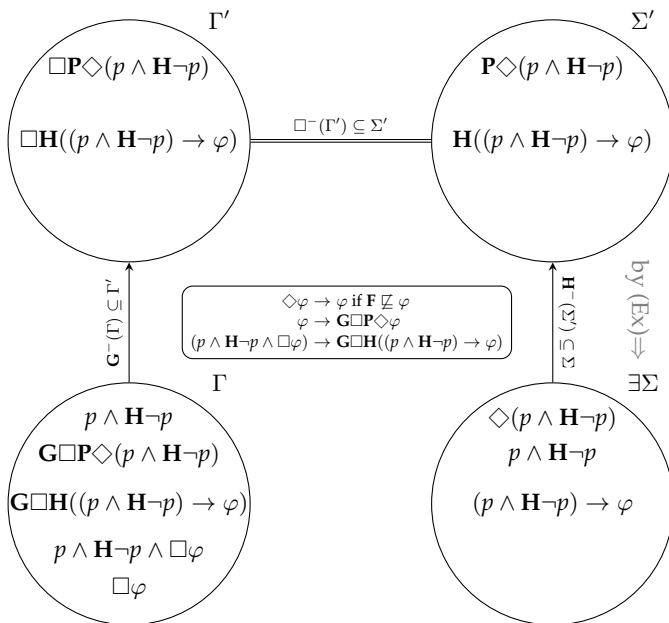 Γ′
Σ′
□P◇(p ∧ H¬p)
P◇(p ∧ H¬p)
□H((p ∧ H¬p) → φ)
□⁻(Γ′) ⊆ Σ′
H((p ∧ H¬p) → φ)
G⁻(Γ) ⊆ Γ′
◇φ → φ if F ⋢ φ
φ → G□P◇φ
(p ∧ H¬p ∧ □φ) → G□H((p ∧ H¬p) → φ)
H⁻(Σ′) ⊆ Σ
by (Ex)⇒
Γ
∃Σ
p ∧ H¬p
G□P◇(p ∧ H¬p)
G□H((p ∧ H¬p) → φ)
p ∧ H¬p ∧ □φ
□φ
◇(p ∧ H¬p)
p ∧ H¬p
(p ∧ H¬p) → φ